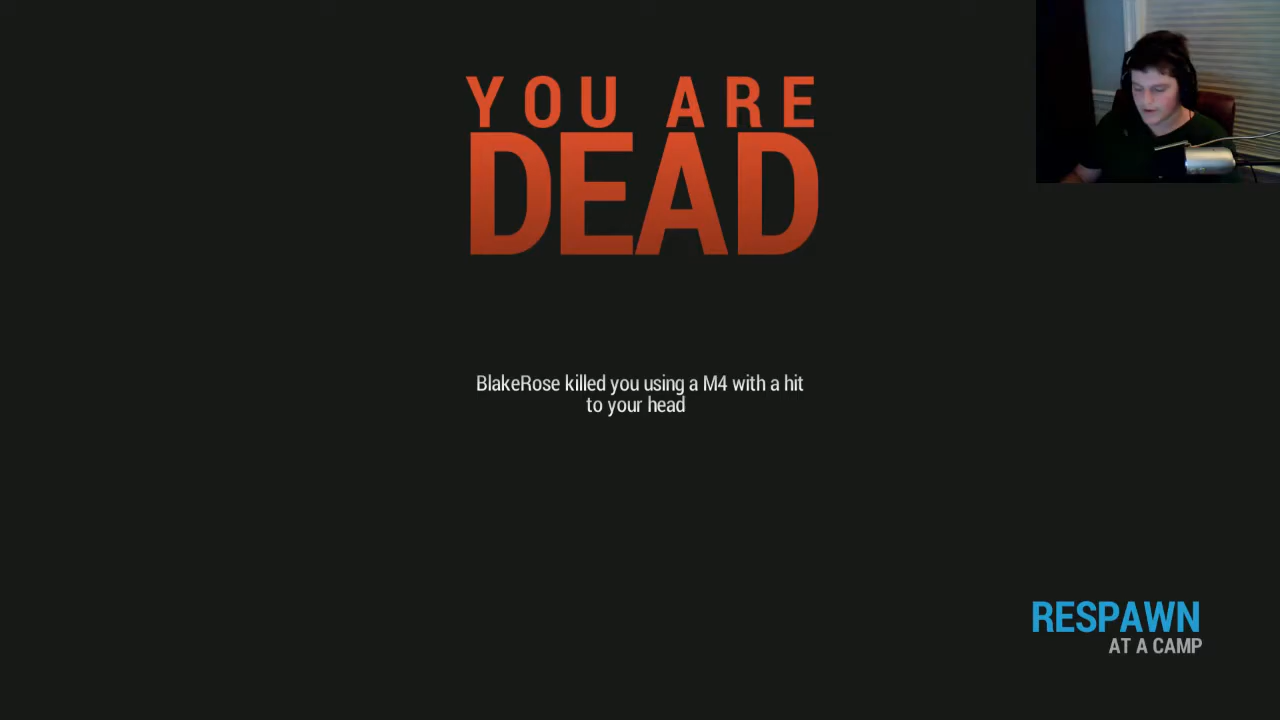 YOU ARE
DEAD
BlakeRose killed you using a M4 with a hit
to your head
RESPAWN
AT A CAMP